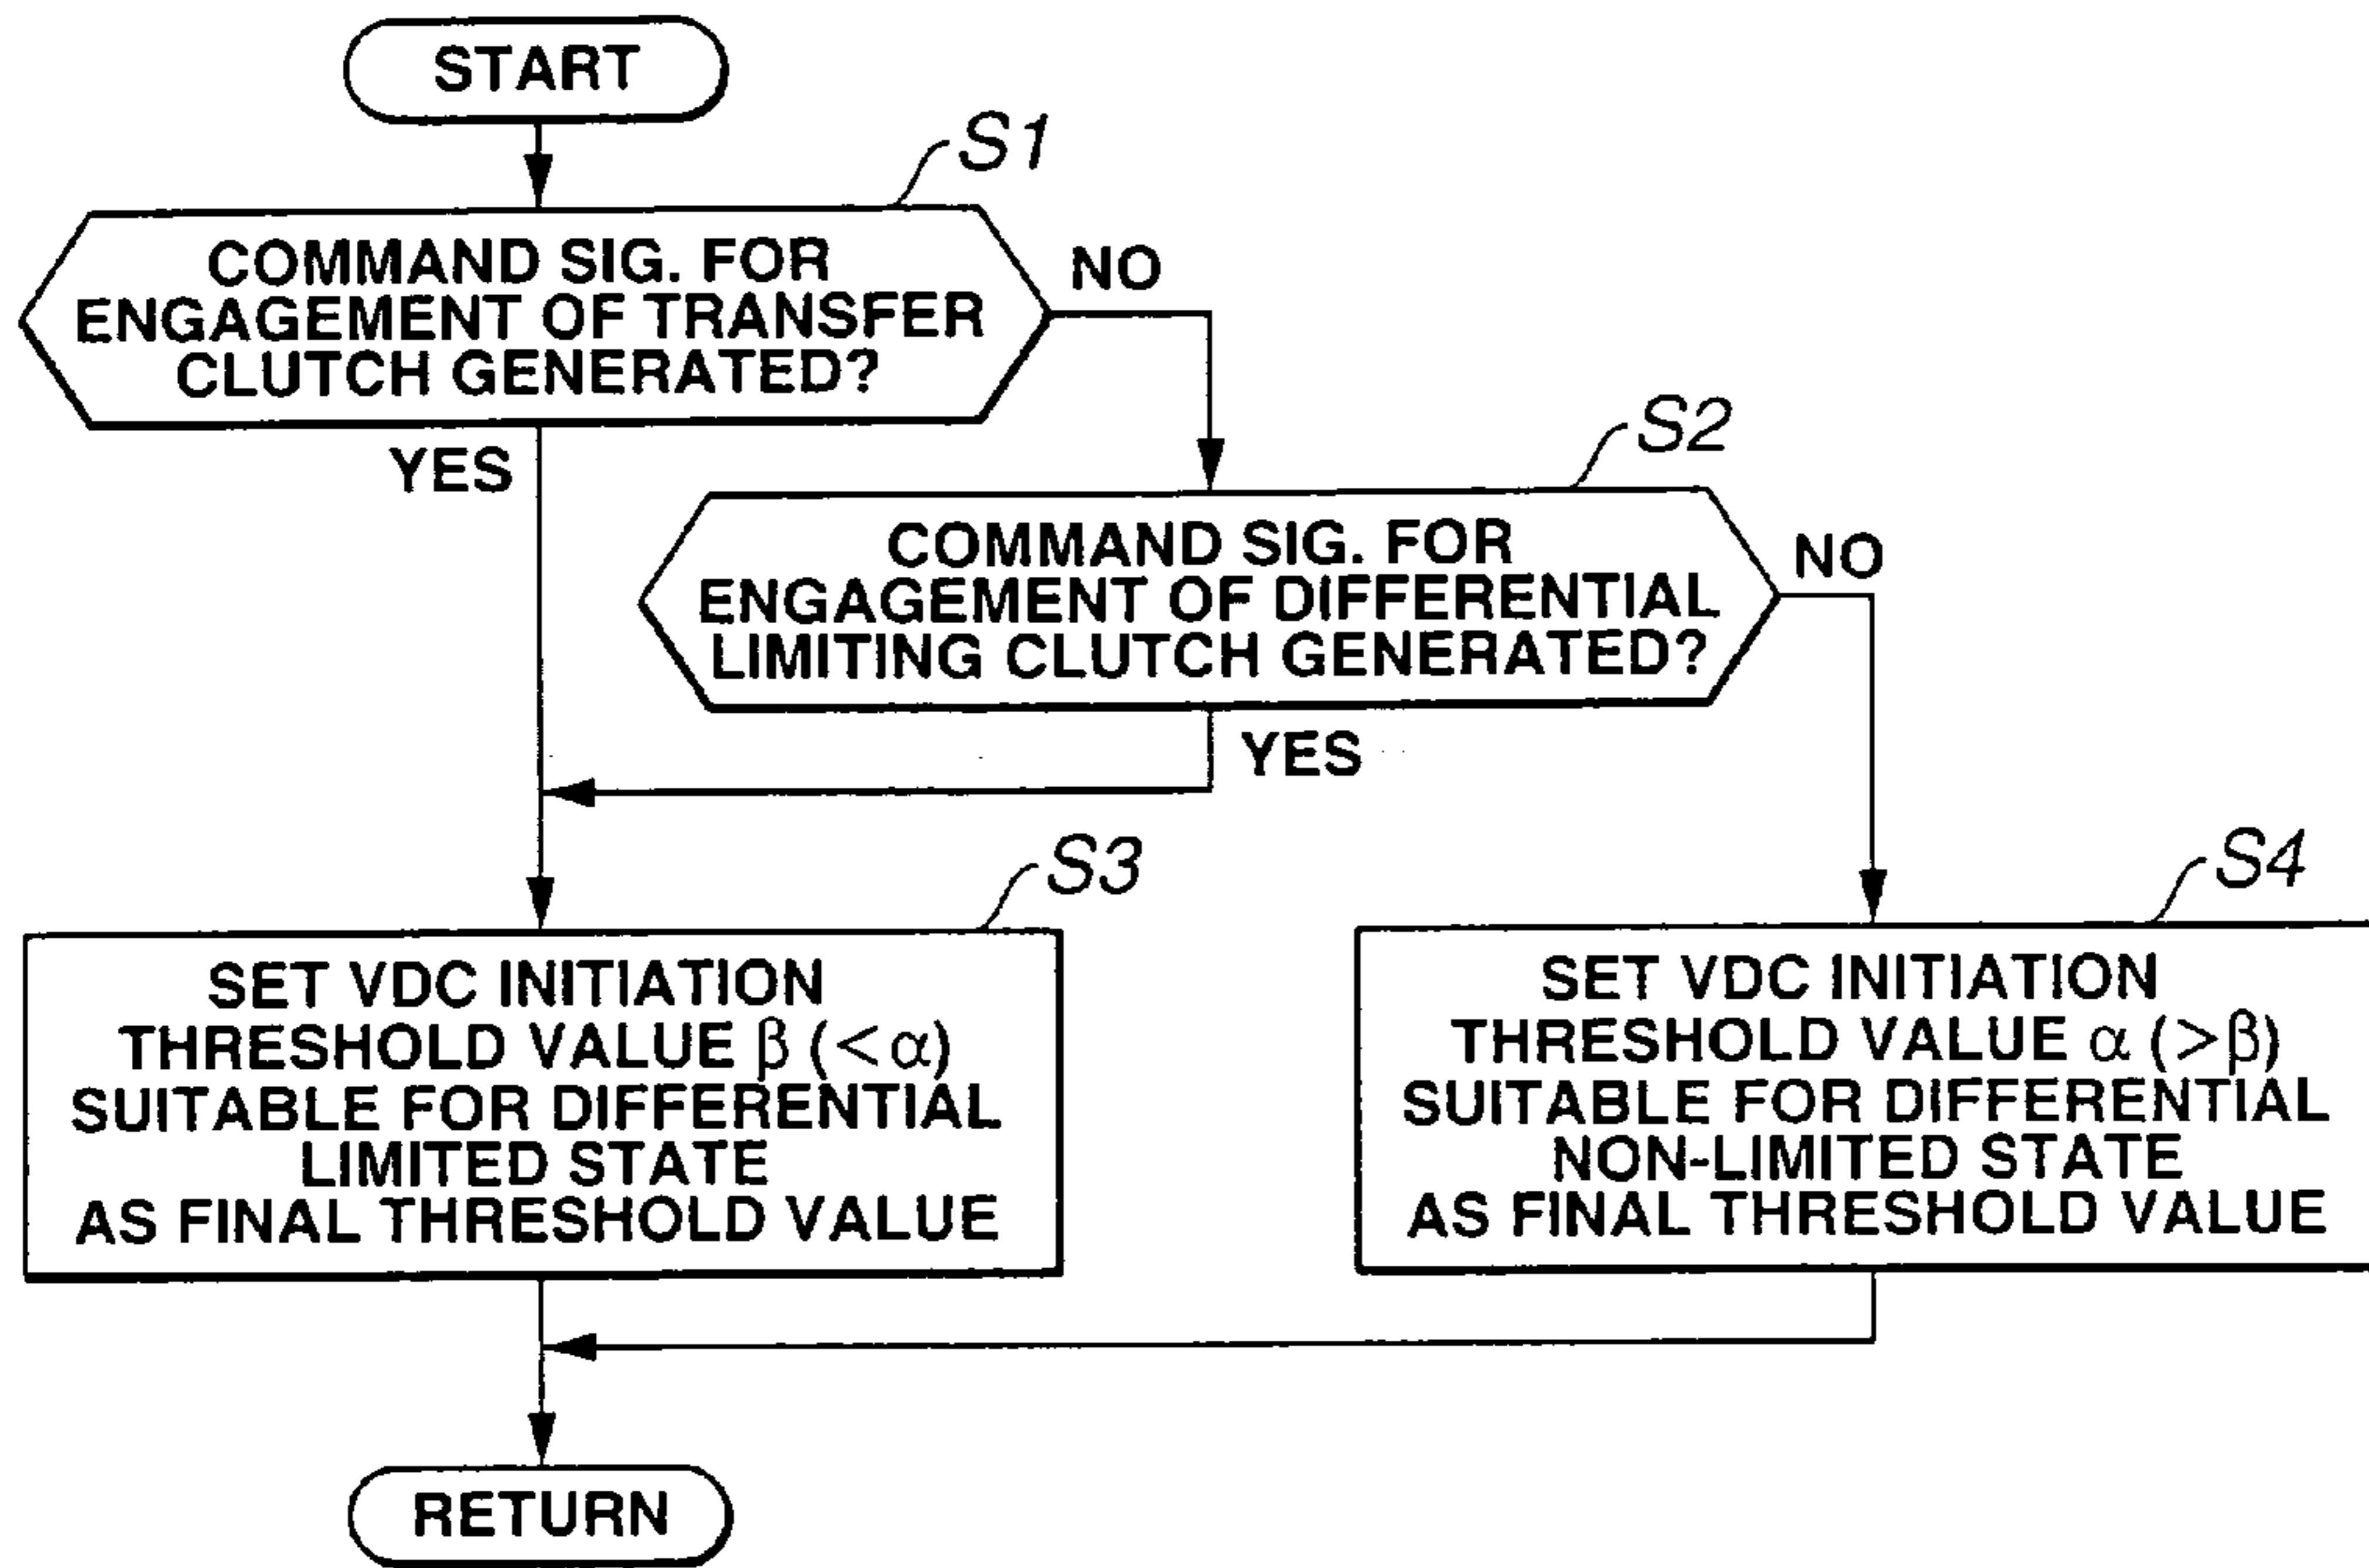 START
S1
COMMAND SIG. FOR
ENGAGEMENT OF TRANSFER
CLUTCH GENERATED?
NO
YES
S2
COMMAND SIG. FOR
ENGAGEMENT OF DIFFERENTIAL
LIMITING CLUTCH GENERATED?
NO
YES
S3
SET VDC INITIATION
THRESHOLD VALUE β (<α)
SUITABLE FOR DIFFERENTIAL
LIMITED STATE
AS FINAL THRESHOLD VALUE
S4
SET VDC INITIATION
THRESHOLD VALUE α (>β)
SUITABLE FOR DIFFERENTIAL
NON-LIMITED STATE
AS FINAL THRESHOLD VALUE
RETURN